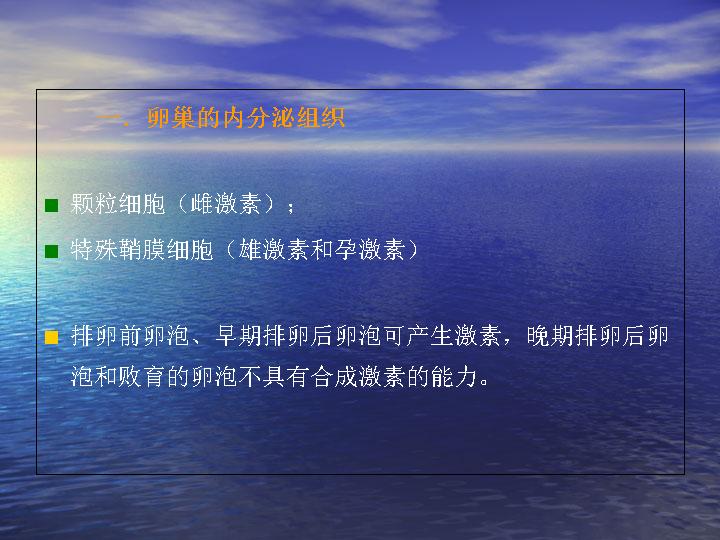 一．卵巢的内分泌组织
颗粒细胞（雌激素）；
特殊鞘膜细胞（雄激素和孕激素）
排卵前卵泡、早期排卵后卵泡可产生激素，晚期排卵后卵
泡和败育的卵泡不具有合成激素的能力。